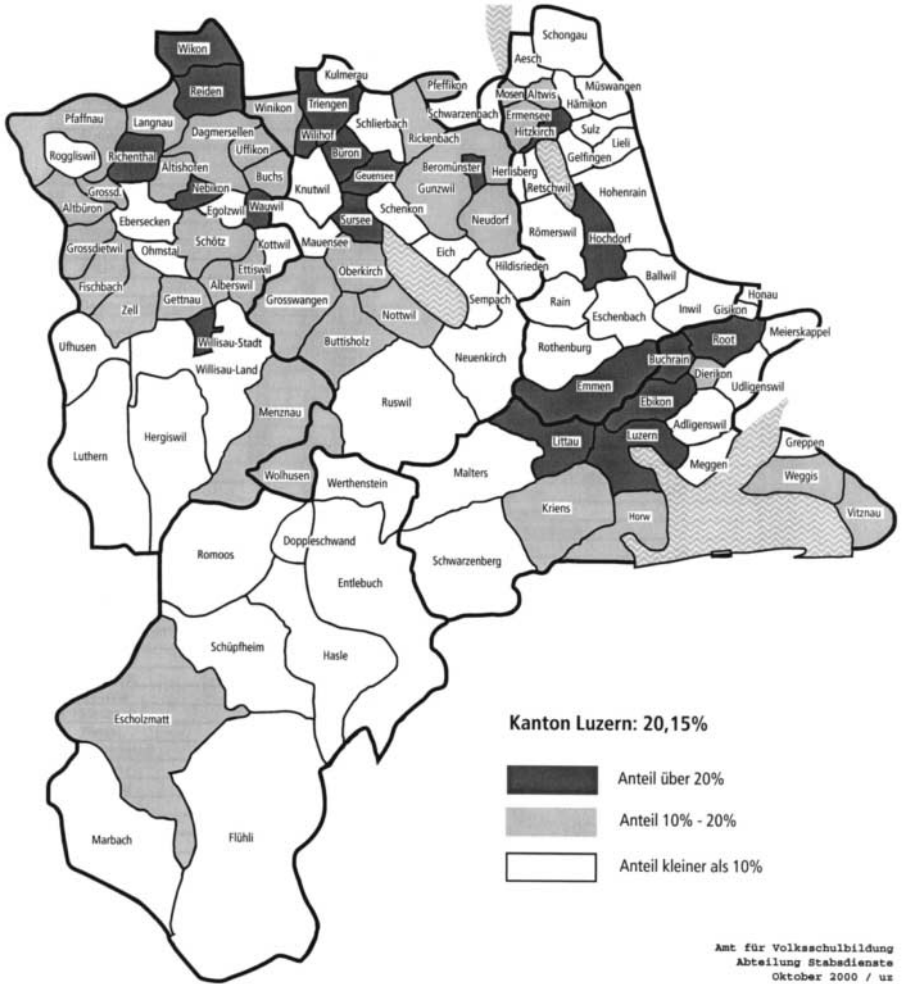 Schongau
Wikon
Aesch
Kulmerau
Pfeffikon
Müswangen
Reiden
Mosen
Altwis
Hämikon
Triengen
Winikon
Schwarzenbach
Ermensee
Pfaffnau
Langnau
Schlierbach
Dagmersellen
Wilihof
Rickenbach
Hitzkirch
Sulz
Lieli
Uffikon
Büron
Roggliswil
Richenthal
Gelfingen
Altishofen
Beromünster
Herlisberg
Geuensee
Buchs
Grossd.
Nebikon
Knutwil
Gunzwil
Retschwil
Hohenrain
Altbüron
Egolzwil
Wauwil
Schenkon
Ebersecken
Sursee
Neudorf
Römerswil
Hochdorf
Grossdietwil
Schötz
Kottwil
Mauensee
Ohmstal
Eich
Ettiswil
Oberkirch
Hildisrieden
Ballwil
Fischbach
Alberswil
Zell
Gettnau
Grosswangen
Sempach
Rain
Honau
Inwil
Gisikon
Nottwil
Eschenbach
Meierskappel
Willisau-Stadt
Buttisholz
Root
Ufhusen
Rothenburg
Neuenkirch
Buchrain
Willisau-Land
Dierikon
Emmen
Udligenswil
Ruswil
Ebikon
Menznau
Adligenswil
Hergiswil
Luzern
Littau
Greppen
Luthern
Malters
Meggen
Wolhusen
Weggis
Werthenstein
Kriens
Horw
Vitznau
Doppleschwand
Romoos
Schwarzenberg
Entlebuch
Schüpfheim
Hasle
Escholzmatt
Kanton Luzern: 20,15%
Anteil über 20%
Anteil 10% - 20%
Marbach
Flühli
Anteil kleiner als 10%
Amt für Volksschulbildung
Abteilung Stabsdienste
Oktober 2000 / uz